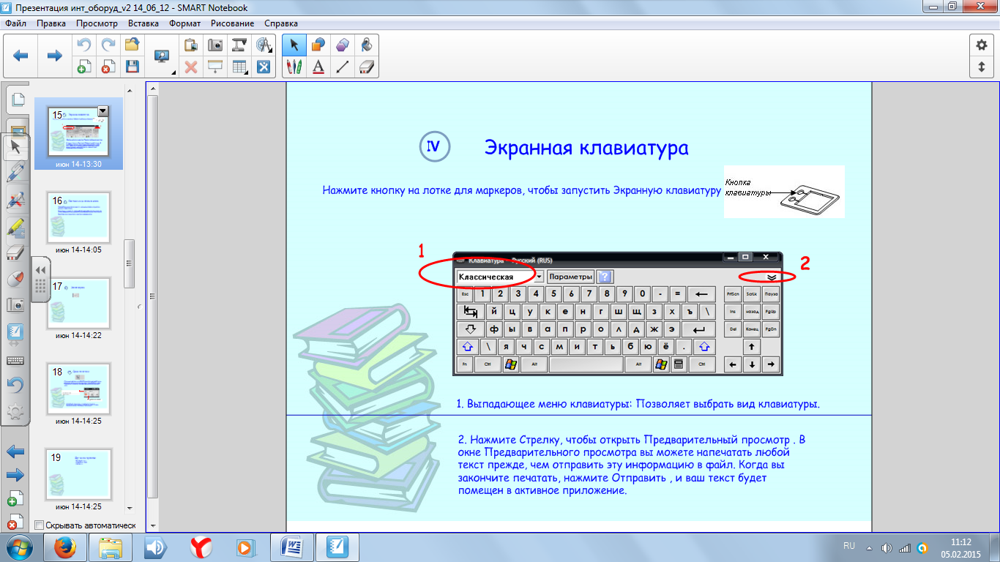 Презентация инт_оборуд_v2 14_06_12 - SMART Notebook
Файл Правка Просмотр Вставка Формат Рисование Справка
15
июн 14-13:30
16
июн 14-14:05
17
июн 14-14:22
18
июн 14-14:25
19
июн 14-14:25
Скрывать автоматическ
IV Экранная клавиатура
Нажмите кнопку на лотке для маркеров, чтобы запустить Экранную клавиатуру
Кнопка
клавиатуры
1
2
Клавиатура - Русский (RUS)
Классическая Параметры ?
Esc 1 2 3 4 5 6 7 8 9 0 - = PrtScn ScrLk Пауза
й ц у к е н г ш щ з х ъ \ Ins назад PgUp
ф ы в а п р о л д ж э Del Конец PgDn
\ я ч с м и т ь б ю ё .
Fn Ctrl Alt Alt Ctrl
1. Выпадающее меню клавиатуры: Позволяет выбрать вид клавиатуры.
2. Нажмите Стрелку, чтобы открыть Предварительный просмотр . В
окне Предварительного просмотра вы можете напечатать любой
текст прежде, чем отправить эту информацию в файл. Когда вы
закончите печатать, нажмите Отправить , и ваш текст будет
помещен в активное приложение.
RU
11:12
05.02.2015